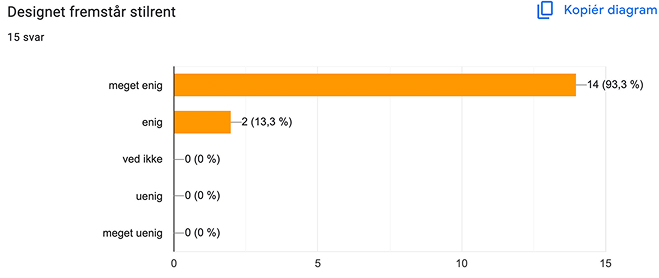 Designet fremstår stilrent
Kopiér diagram
15 svar
meget enig
14 (93,3 %)
enig
2 (13,3 %)
ved ikke
0 (0 %)
uenig
0 (0 %)
meget uenig
0 (0 %)
0
5
10
15